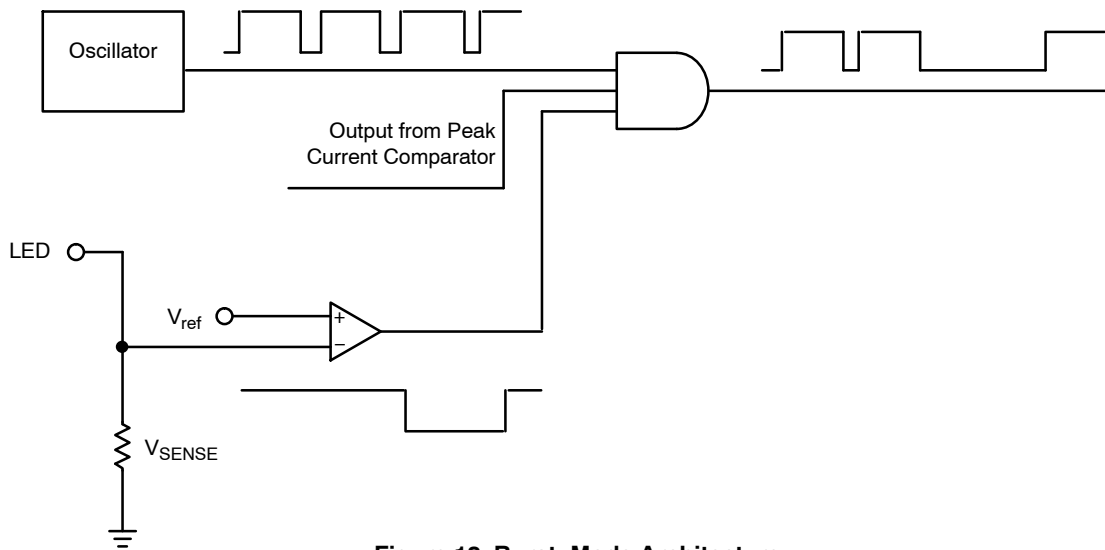 Oscillator
Output from Peak
Current Comparator
LED
Vref
+
−
VSENSE